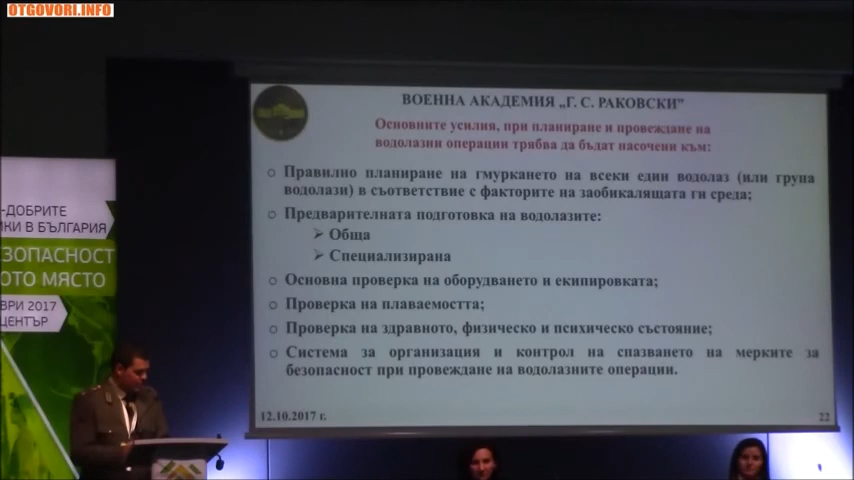 OTGOVORI.INFO
ВОЕННА АКАДЕМИЯ „Г. С. РАКОВСКИ"
Основните усилия, при планиране и провеждане на
водолазни операции трябва да бъдат насочени към:
○ Правилно планиране на гмуркането на всеки един водолаз (или група
водолази) в съответствие с факторите на заобикалящата ги среда;
○ Предварителната подготовка на водолазите:
➢ Обща
➢ Специализирана
○ Основна проверка на оборудването и екипировката;
○ Проверка на плаваемостта;
○ Проверка на здравното, физическо и психическо състояние;
○ Система за организация и контрол на спазването на мерките за
безопасност при провеждане на водолазните операции.
12.10.2017 г.
22
-ДОБРИТЕ
ИКИ В БЪЛГАРИЯ
ЗОПАСНОСТ
ОТО МЯСТО
ВРИ 2017
ЦЕНТЪР